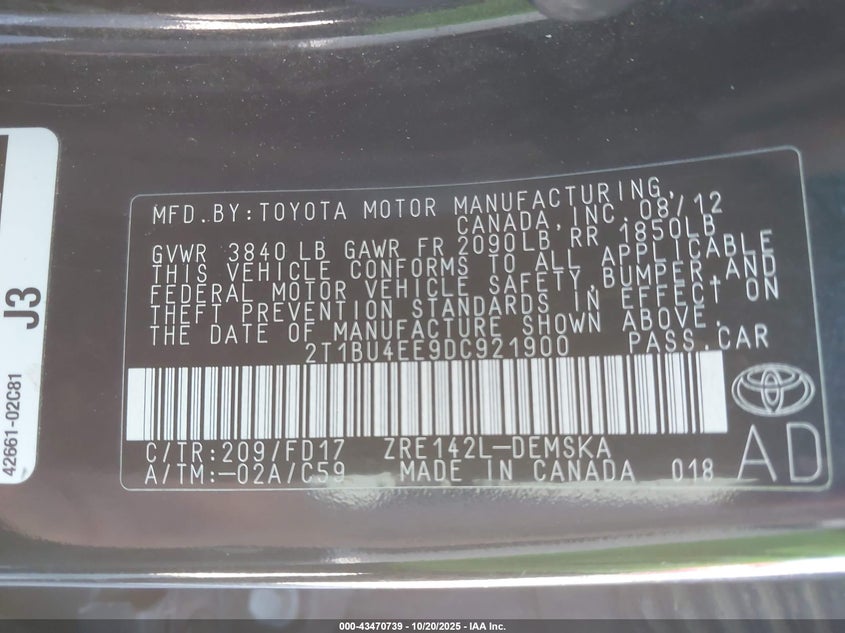 MFD.BY:TOYOTA MOTOR MANUFACTURING,
CANADA, INC. 08/12
GVWR 3840 LB GAWR FR 2090LB RR 1850LB
THIS VEHICLE CONFORMS TO ALL APPLICABLE
FEDERAL MOTOR VEHICLE SAFETY,BUMPER,AND
THEFT PREVENTION STANDARDS IN EFFECT ON
THE DATE OF MANUFACTURE SHOWN ABOVE.
2T1BU4EE9DC921900 PASS.CAR
C/TR:209/FD17 ZRE142L-DEMSKA
A/TM:-02A/C59 MADE IN CANADA 018
AD
J3
42661-02C81
000-43470739 - 10/20/2025 - IAA Inc.